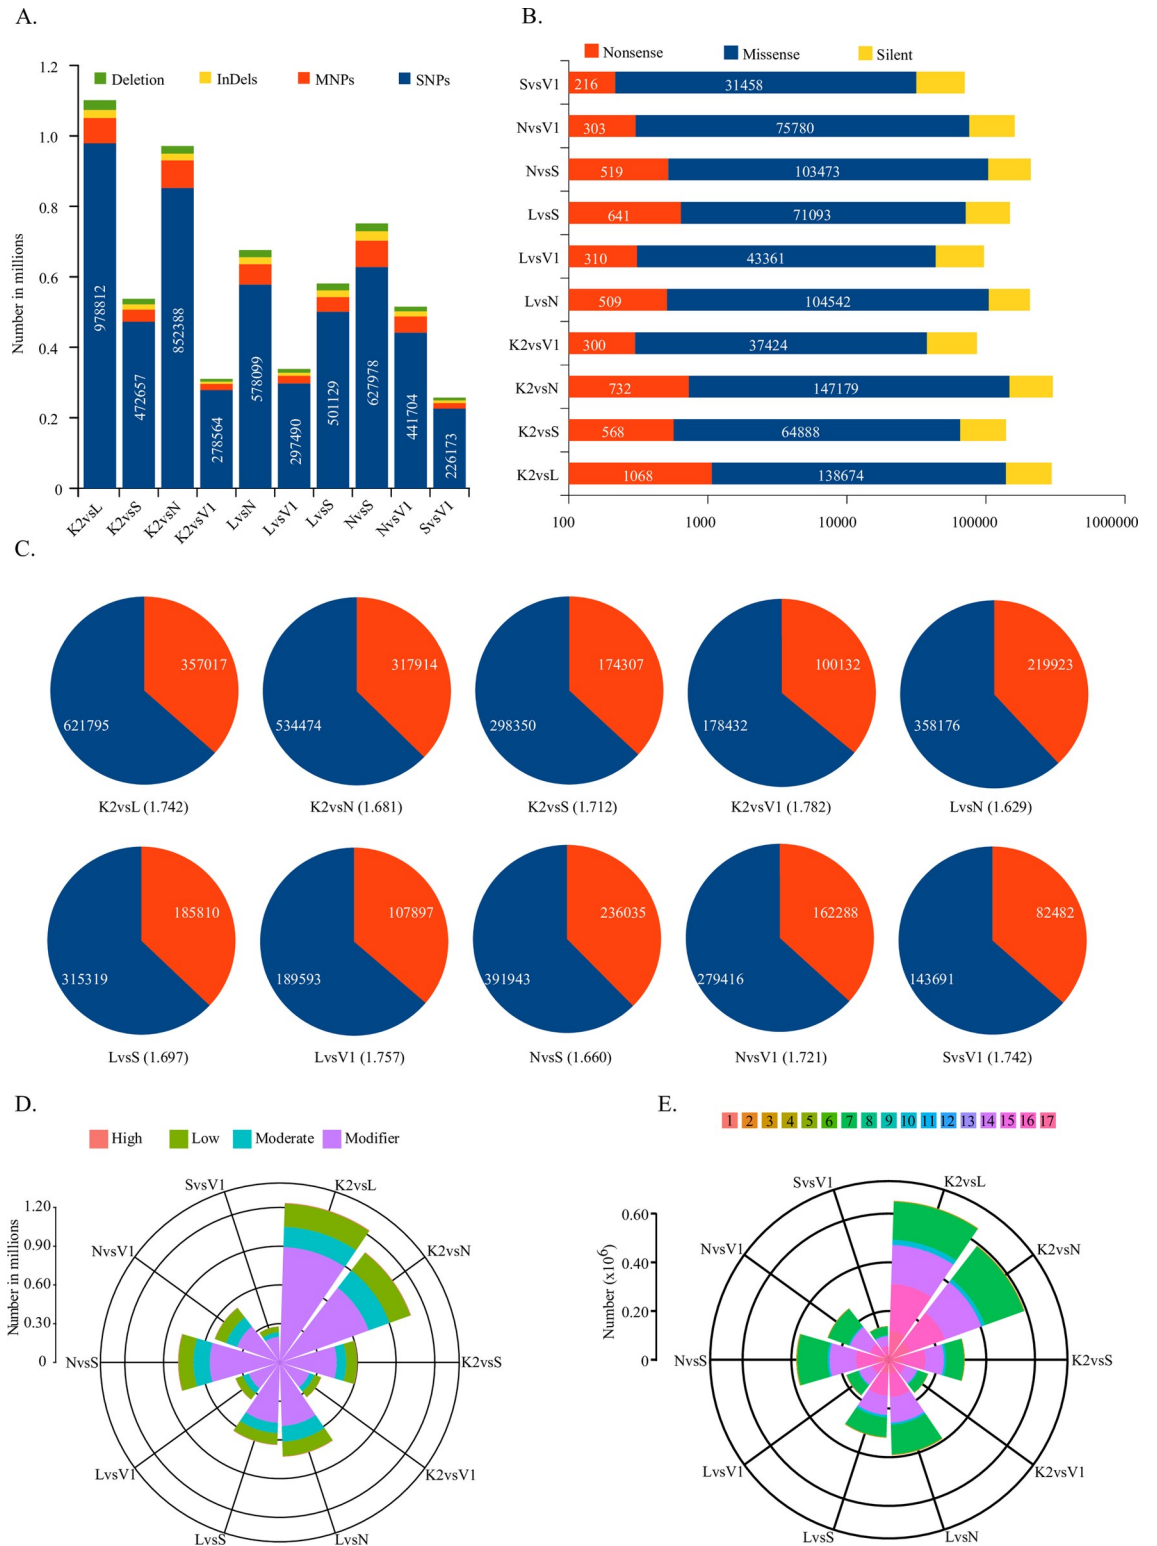 A.
Deletion InDels MNPs SNPs
Number in millions
1.2
1.0
0.8
0.6
0.4
0.2
0
978812
472657
852388
278564
578099
297490
501129
627978
441704
226173
K2vsL K2vsS K2vsN K2vsV1 LvsN LvsV1 LvsS NvsS NvsV1 SvsV1
B.
Nonsense Missense Silent
SvsV1 216 31458
NvsV1 303 75780
NvsS 519 103473
LvsS 641 71093
LvsV1 310 43361
LvsN 509 104542
K2vsV1 300 37424
K2vsN 732 147179
K2vsS 568 64888
K2vsL 1068 138674
100 1000 10000 100000 1000000
C.
357017 317914 174307 100132 219923
621795 534474 298350 178432 358176
K2vsL (1.742) K2vsN (1.681) K2vsS (1.712) K2vsV1 (1.782) LvsN (1.629)
185810 107897 236035 162288 82482
315319 189593 391943 279416 143691
LvsS (1.697) LvsV1 (1.757) NvsS (1.660) NvsV1 (1.721) SvsV1 (1.742)
D.
High Low Moderate Modifier
Number in millions
1.20
0.90
0.60
0.30
0
SvsV1 K2vsL
NvsV1 K2vsN
NvsS K2vsS
LvsV1 K2vsV1
LvsS LvsN
E.
1 2 3 4 5 6 7 8 9 10 11 12 13 14 15 16 17
Number (x10⁶)
0.60
0.40
0.20
0
SvsV1 K2vsL
NvsV1 K2vsN
NvsS K2vsS
LvsV1 K2vsV1
LvsS LvsN